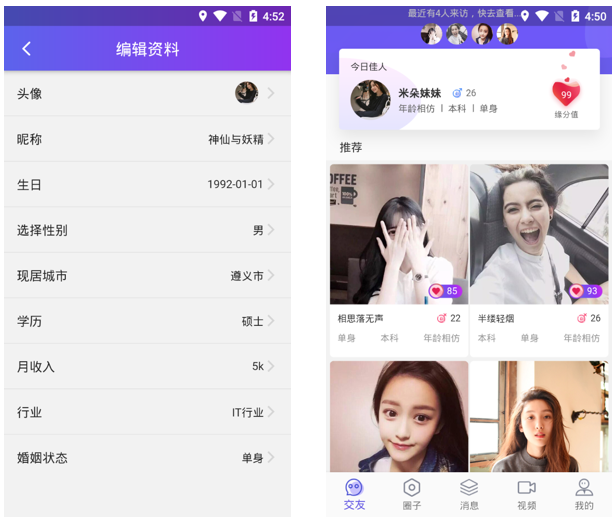 4:52
编辑资料
头像
昵称 神仙与妖精
生日 1992-01-01
选择性别 男
现居城市 遵义市
学历 硕士
月收入 5k
行业 IT行业
婚姻状态 单身
4:50
最近有4人来访，快去查看...
今日佳人
米朵妹妹 26
年龄相仿 | 本科 | 单身
99
缘分值
推荐
COFFEE
85
93
相思落无声 22
单身 本科 年龄相仿
半缕轻烟 26
本科 单身 年龄相仿
交友 圈子 消息 视频 我的